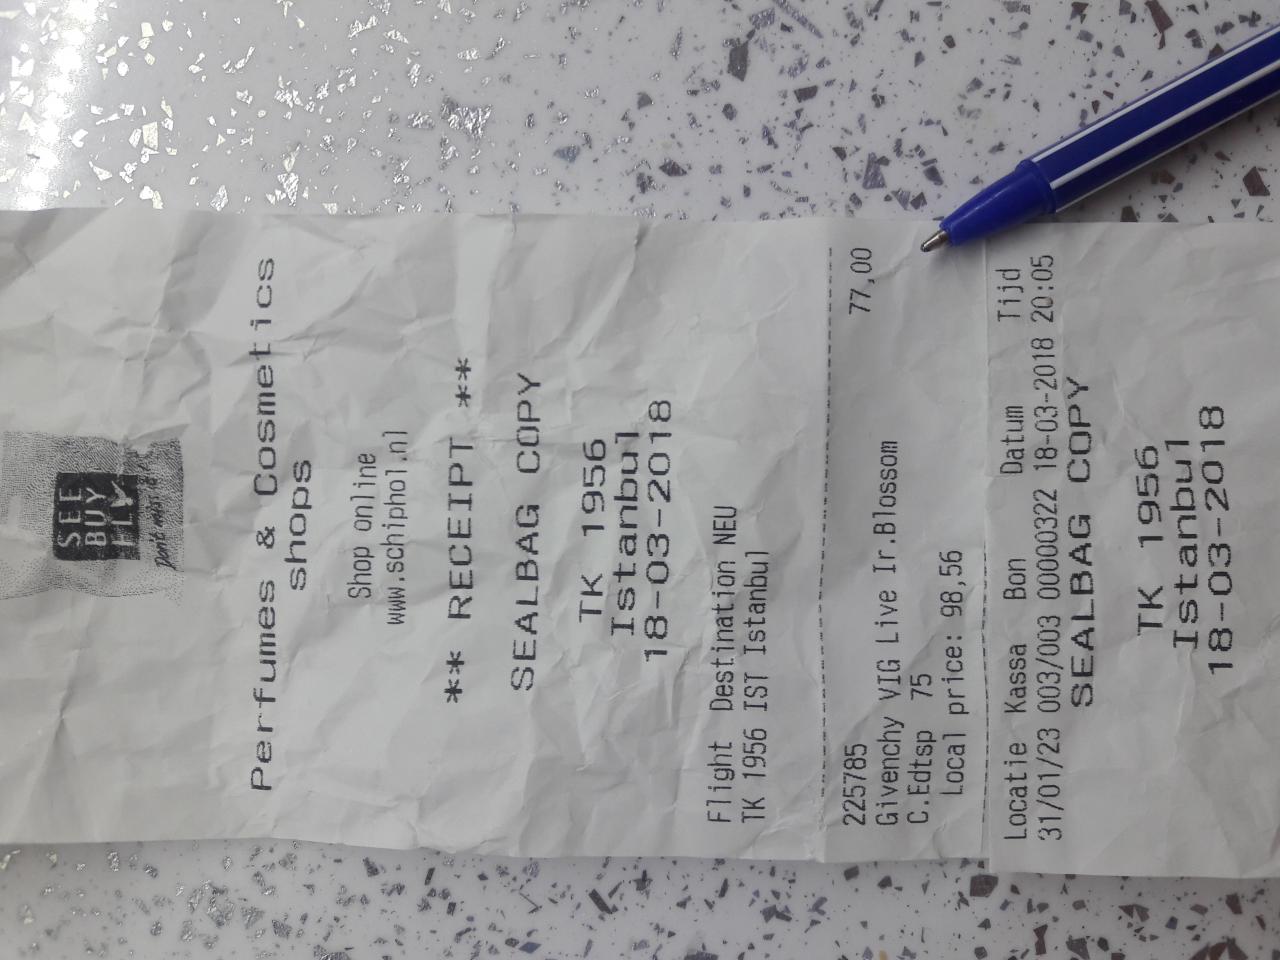 SEE
BUY
FLY
Perfumes & Cosmetics
shops
Shop online
www.schiphol.nl
** RECEIPT **
SEALBAG COPY
TK 1956
Istanbul
18-03-2018
Flight Destination NEU
TK 1956 IST Istanbul
225785 77,00
Givenchy VIG Live Ir.Blossom
C.Edtsp 75
Local price: 98,56
Locatie Kassa Bon Datum Tijd
31/01/23 003/003 000000322 18-03-2018 20:05
SEALBAG COPY
TK 1956
Istanbul
18-03-2018